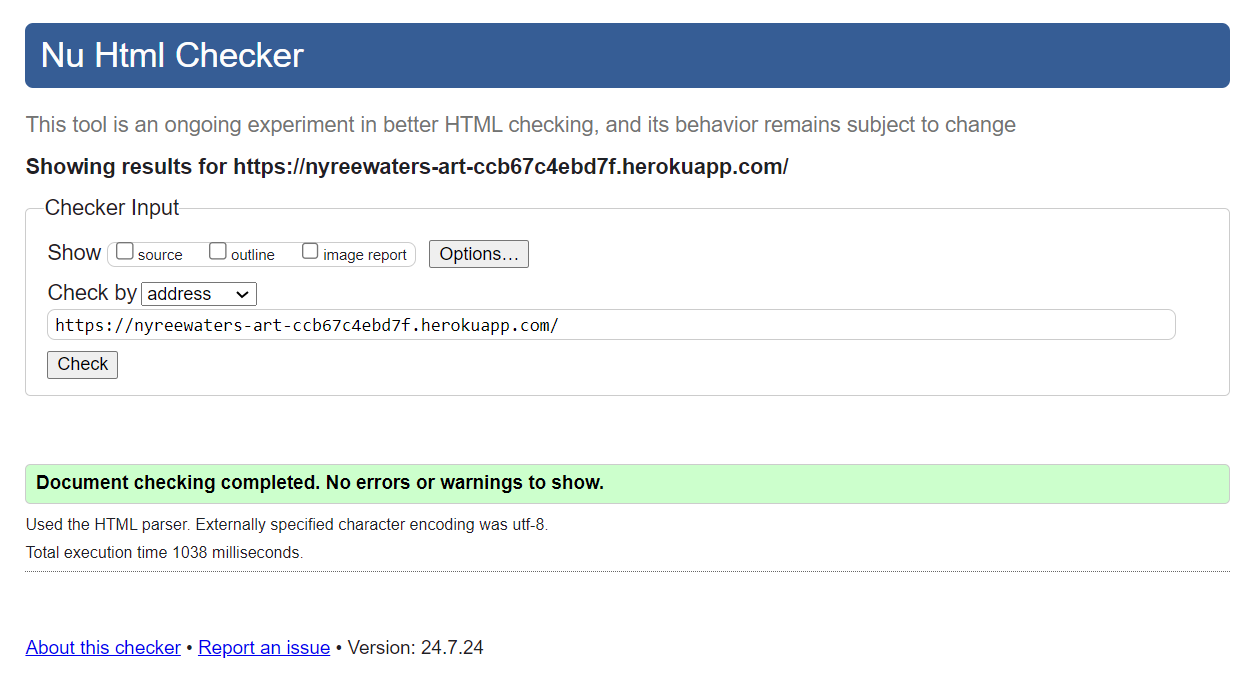 Nu Html Checker
This tool is an ongoing experiment in better HTML checking, and its behavior remains subject to change
Showing results for https://nyreewaters-art-ccb67c4ebd7f.herokuapp.com/
Checker Input
Show source outline image report Options...
Check by address
https://nyreewaters-art-ccb67c4ebd7f.herokuapp.com/
Check
Document checking completed. No errors or warnings to show.
Used the HTML parser. Externally specified character encoding was utf-8.
Total execution time 1038 milliseconds.
About this checker • Report an issue • Version: 24.7.24